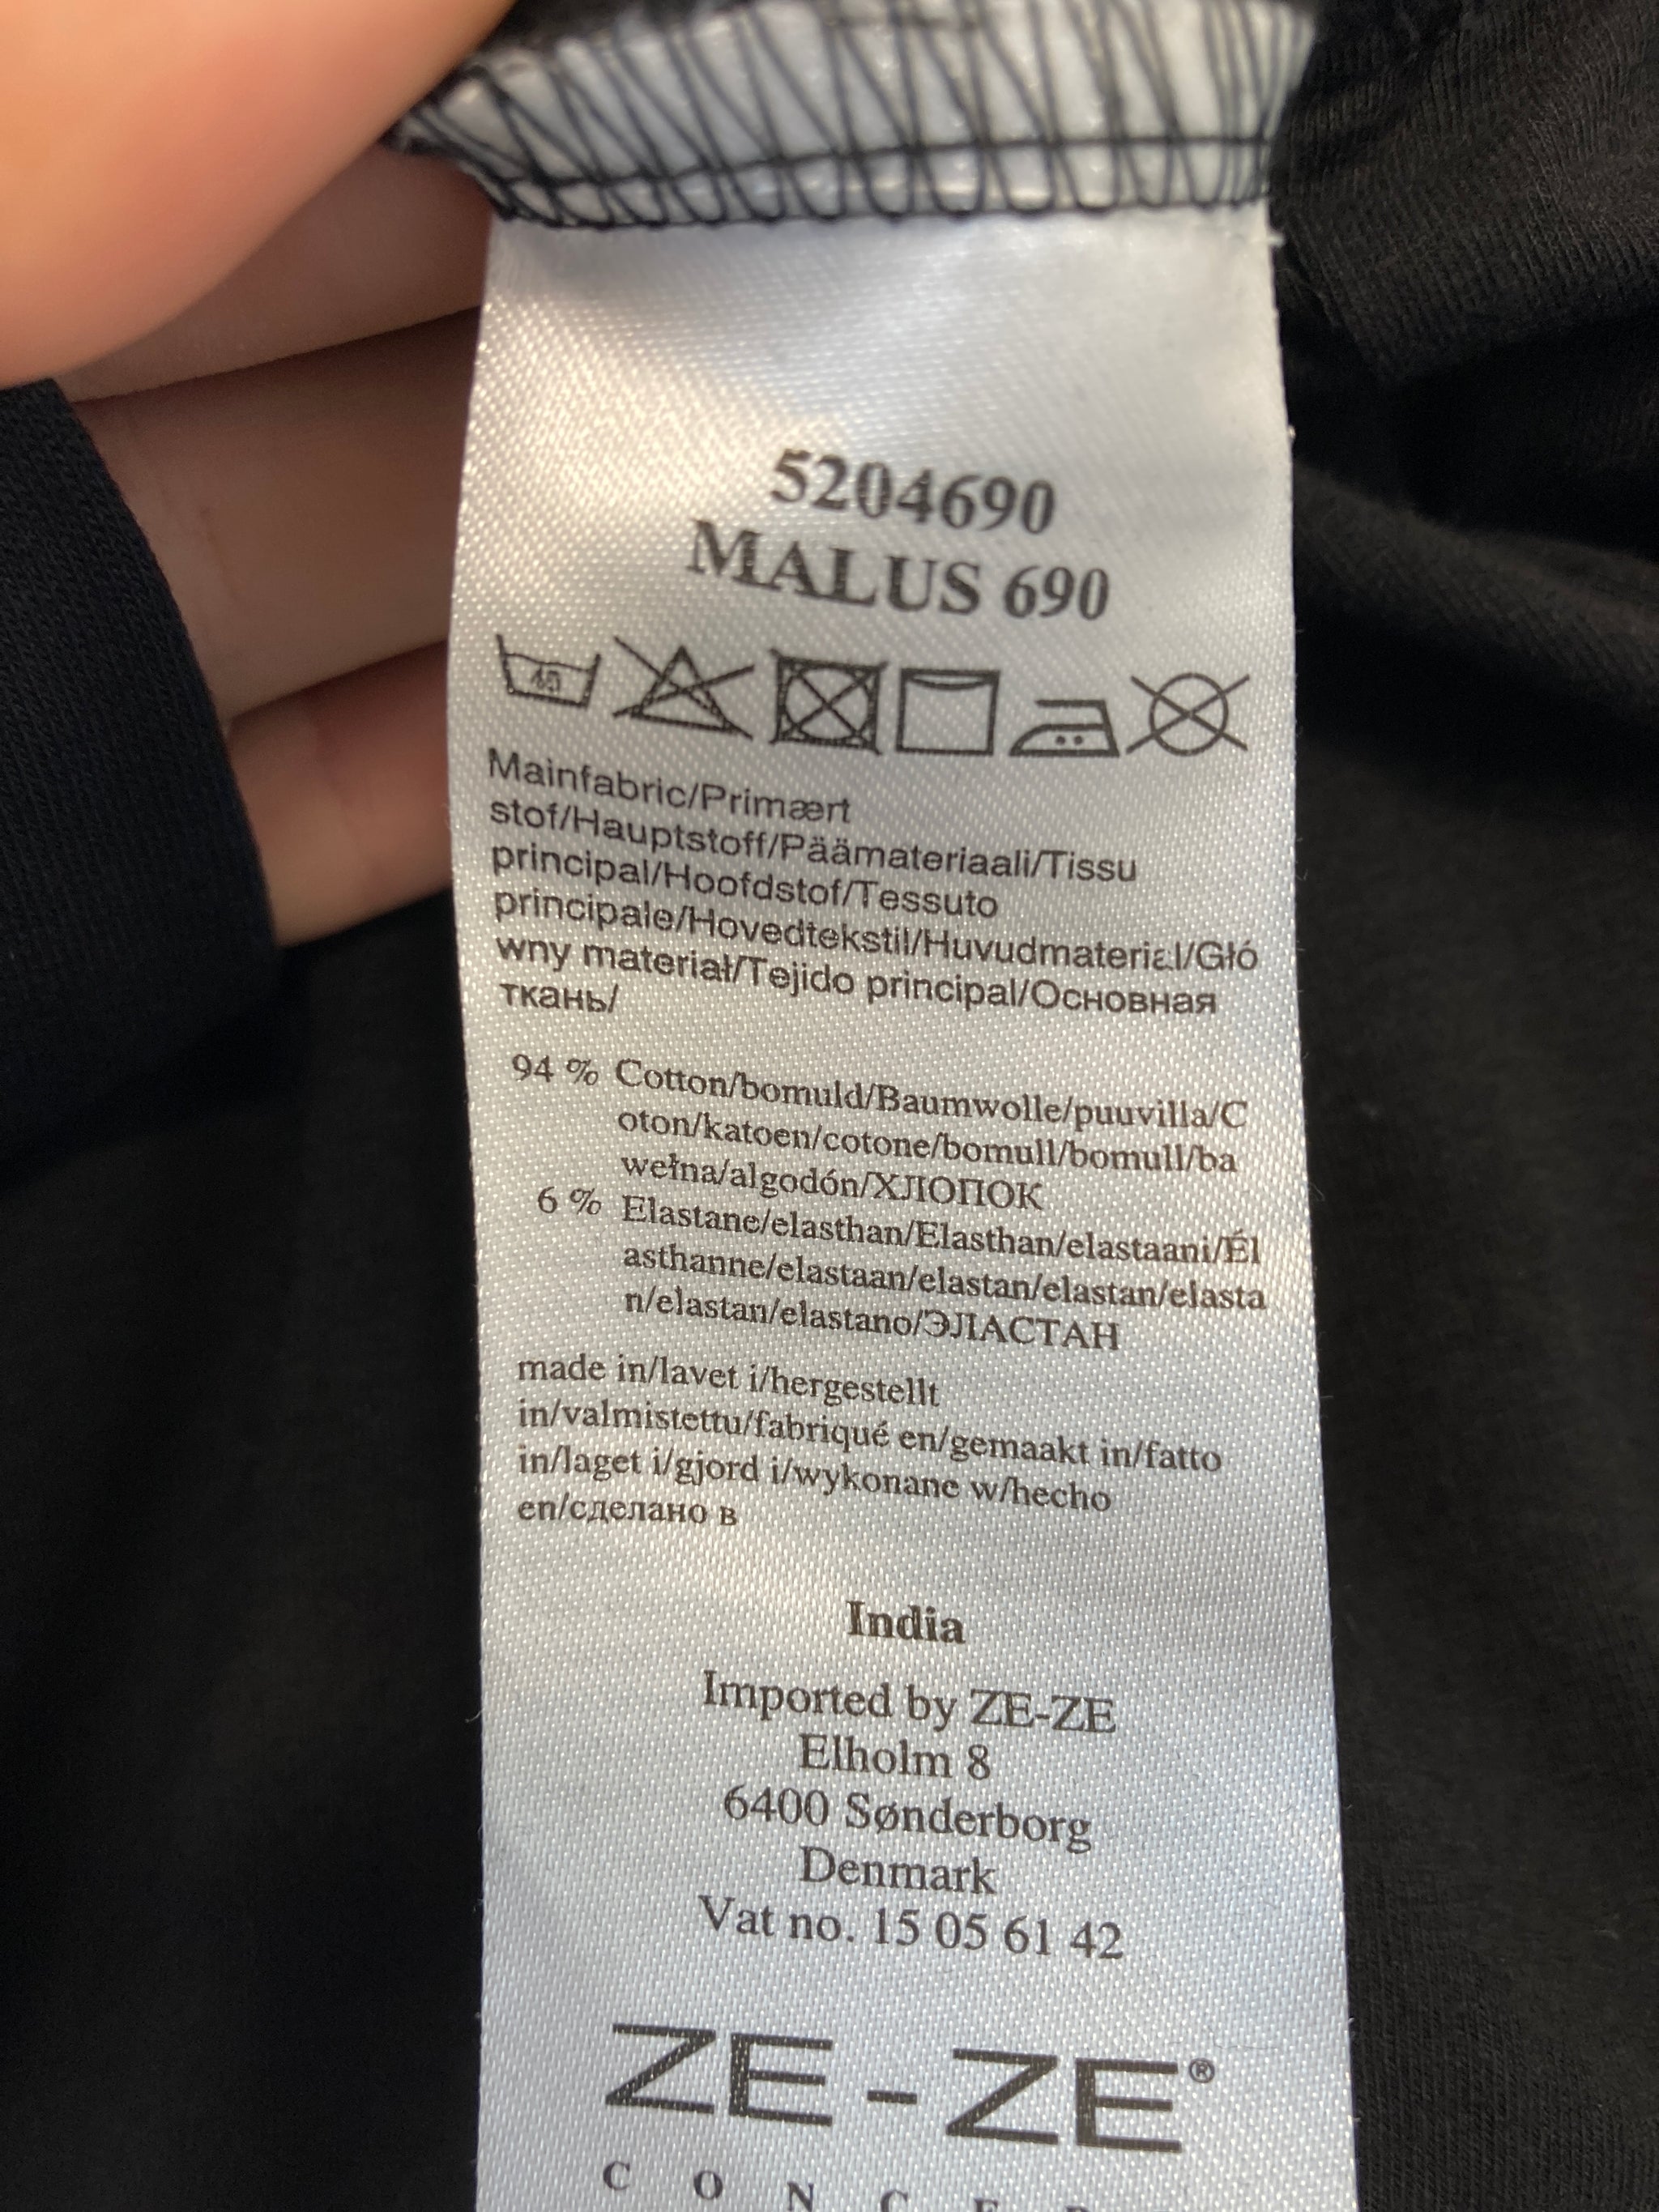 5204690
MALUS 690
40
Mainfabric/Primært
stof/Hauptstoff/Päämateriaali/Tissu
principal/Hoofdstof/Tessuto
principale/Hovedtekstil/Huvudmaterial/Głó
wny materiał/Tejido principal/Основная
ткань/
94 % Cotton/bomuld/Baumwolle/puuvilla/C
oton/katoen/cotone/bomull/bomull/ba
wełna/algodón/ХЛОПОК
6 % Elastane/elasthan/Elasthan/elastaani/Él
asthanne/elastaan/elastan/elastan/elasta
n/elastan/elastano/ЭЛАСТАН
made in/lavet i/hergestellt
in/valmistettu/fabriqué en/gemaakt in/fatto
in/laget i/gjord i/wykonane w/hecho
en/сделано в
India
Imported by ZE-ZE
Elholm 8
6400 Sønderborg
Denmark
Vat no. 15 05 61 42
ZE-ZE®